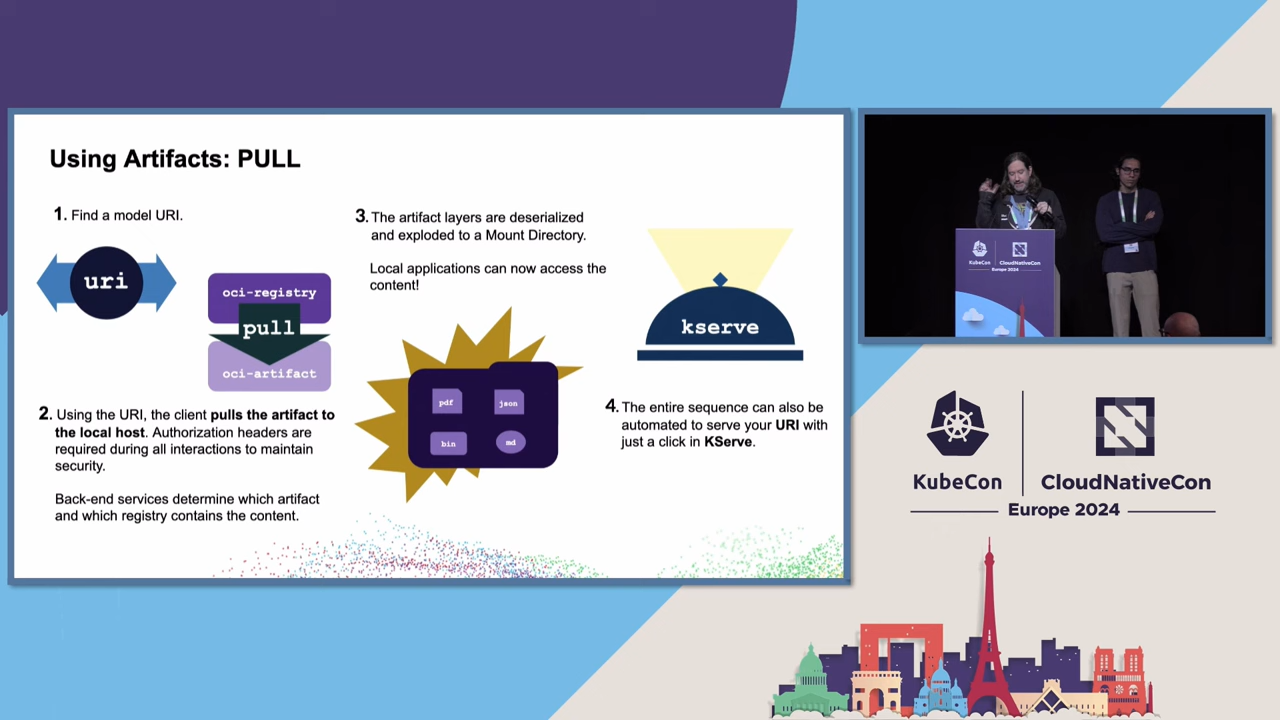 Using Artifacts: PULL
1. Find a model URI.
uri
oci-registry
pull
oci-artifact
2. Using the URI, the client pulls the artifact to
the local host. Authorization headers are
required during all interactions to maintain
security.
Back-end services determine which artifact
and which registry contains the content.
3. The artifact layers are deserialized
and exploded to a Mount Directory.
Local applications can now access the
content!
pdf
json
bin
md
kserve
4. The entire sequence can also be
automated to serve your URI with
just a click in KServe.
KubeCon
CloudNativeCon
Europe 2024
KubeCon
CloudNativeCon
Europe 2024